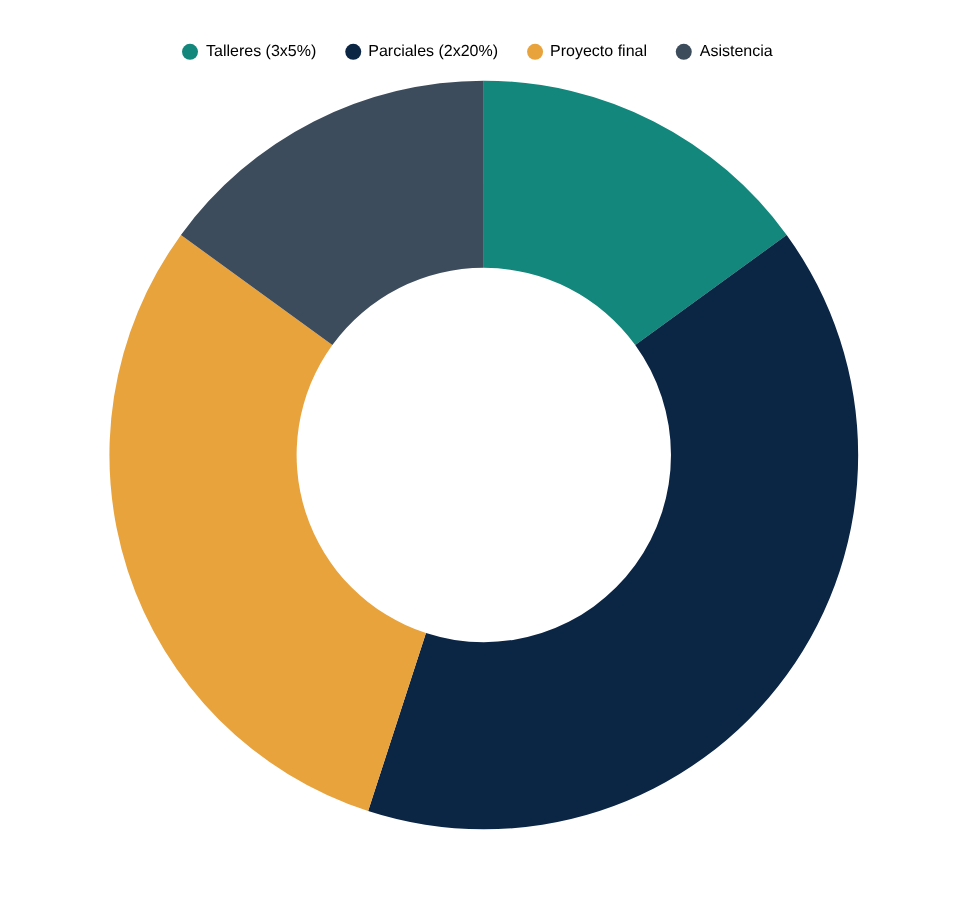 Talleres (3x5%) Parciales (2x20%) Proyecto final Asistencia